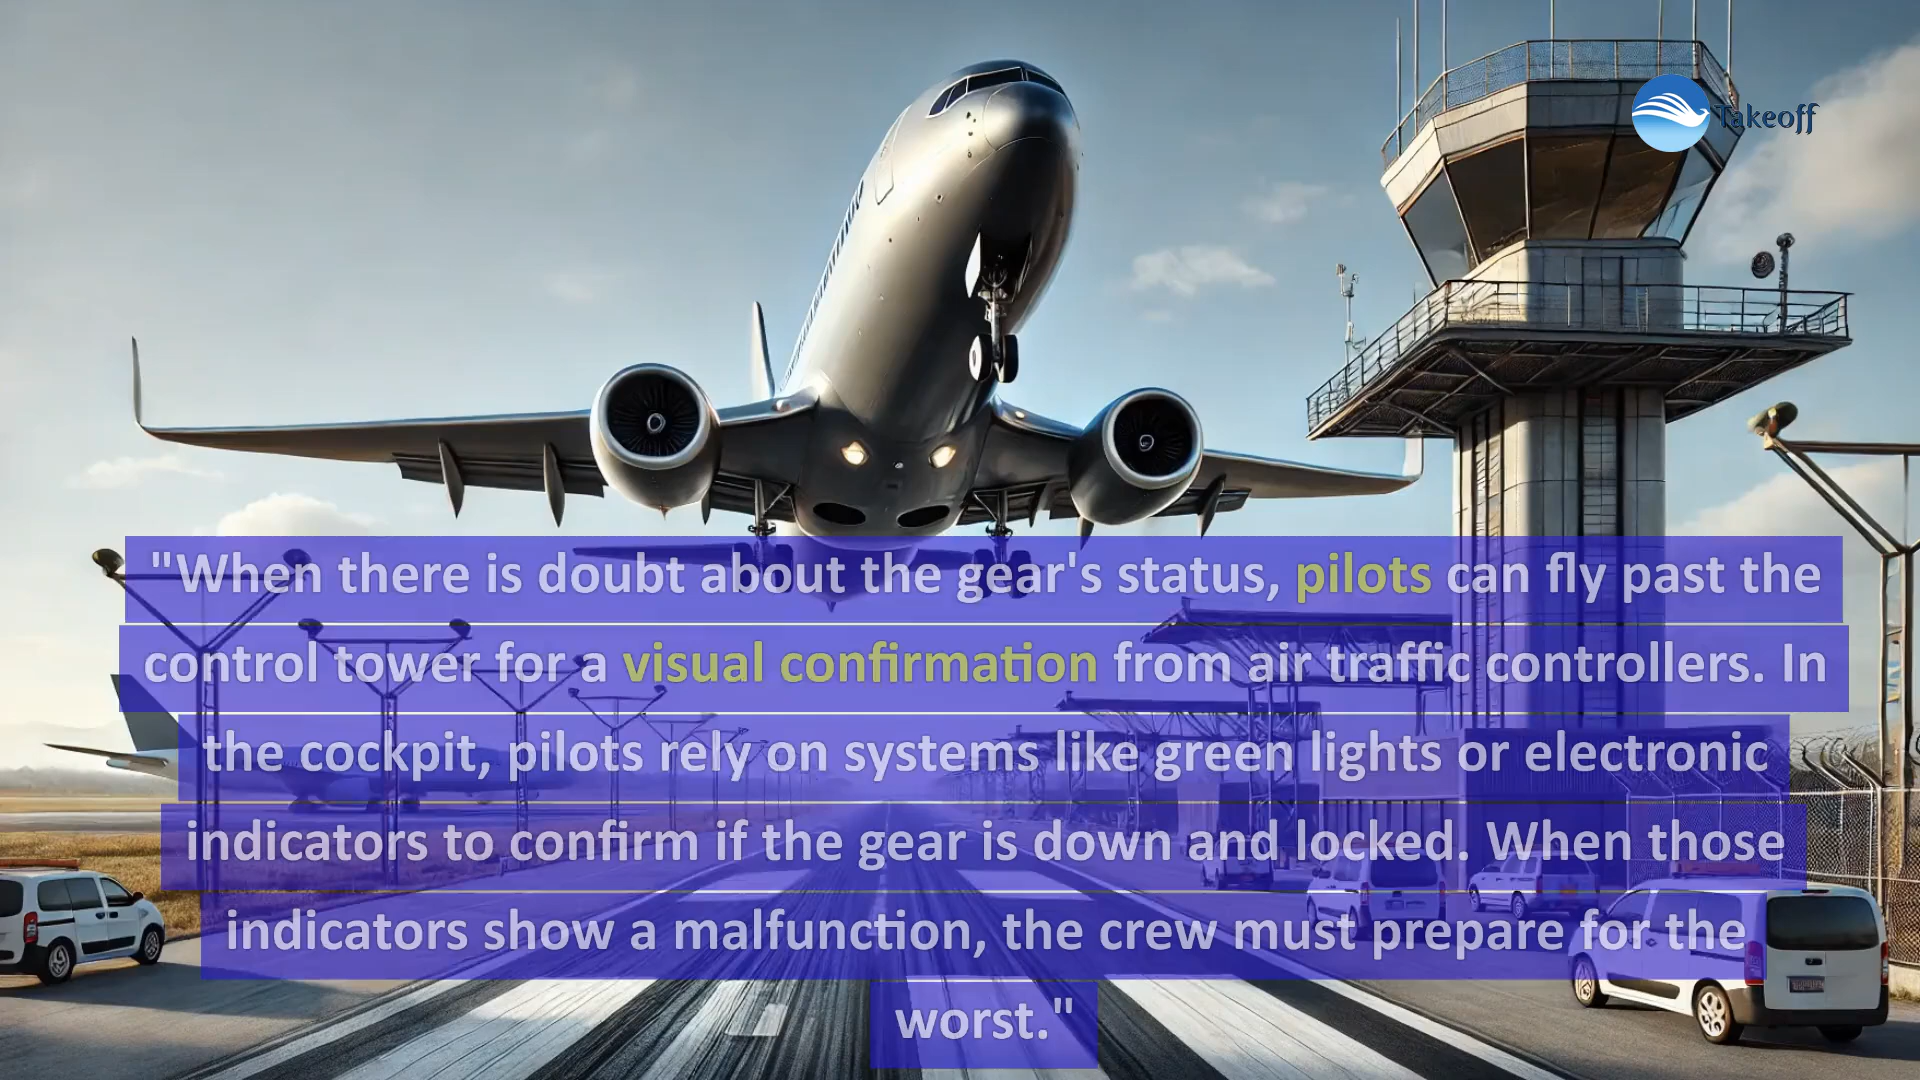 Takeoff
"When there is doubt about the gear's status, pilots can fly past the
control tower for a visual confirmation from air traffic controllers. In
the cockpit, pilots rely on systems like green lights or electronic
indicators to confirm if the gear is down and locked. When those
indicators show a malfunction, the crew must prepare for the
worst."